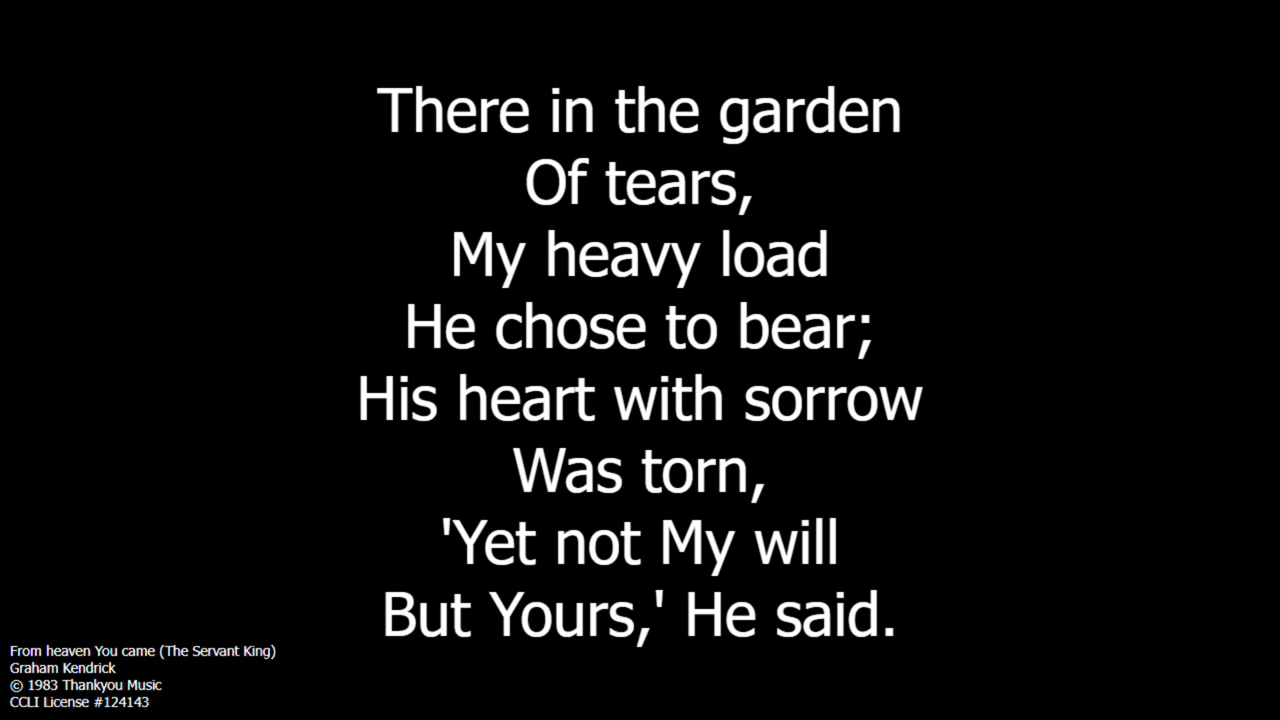 There in the garden
Of tears,
My heavy load
He chose to bear;
His heart with sorrow
Was torn,
'Yet not My will
But Yours,' He said.
From heaven You came (The Servant King)
Graham Kendrick
© 1983 Thankyou Music
CCLI License #124143